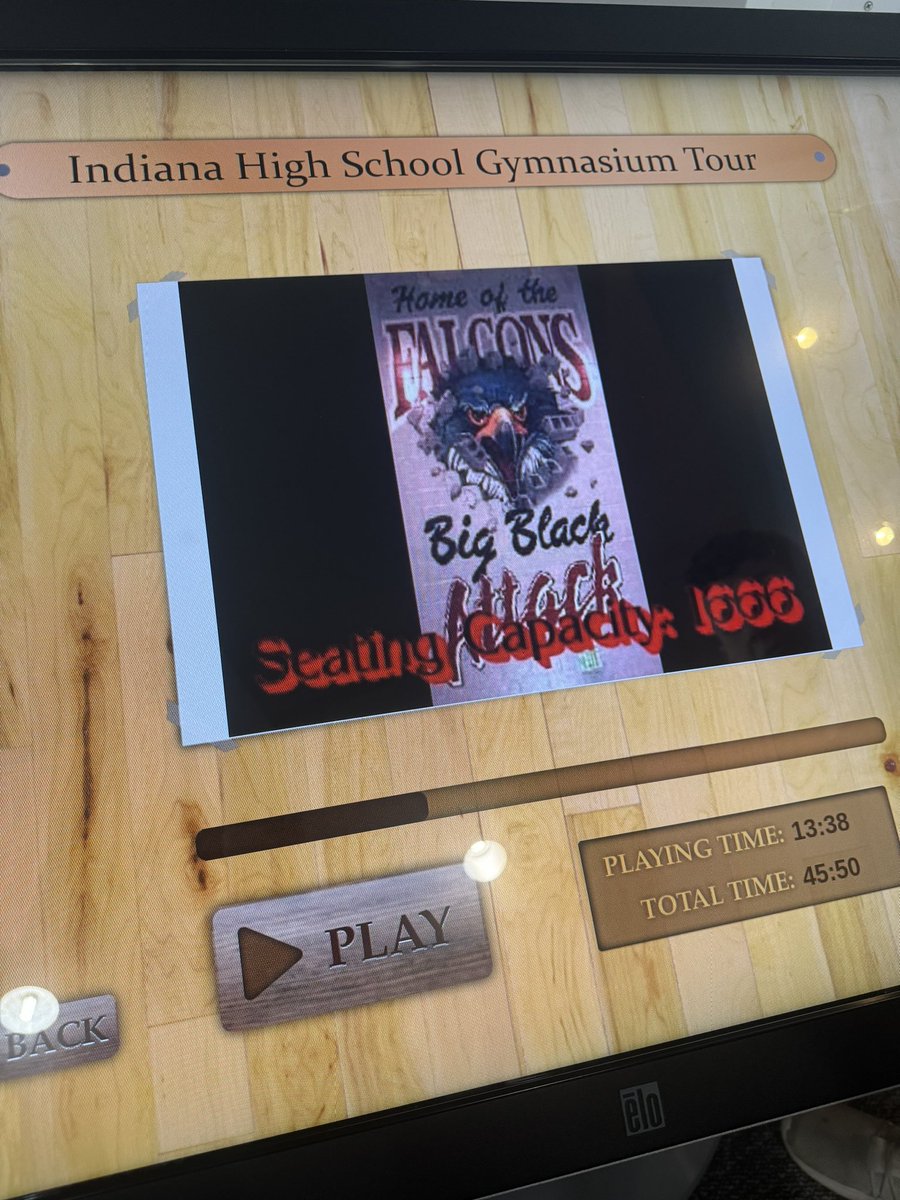 Indiana High School Gymnasium Tour
Home of the
FALCONS
Big Black
Attack
Seating Capacity: 1666
PLAYING TIME: 13:38
TOTAL TIME: 45:50
PLAY
BACK
elo